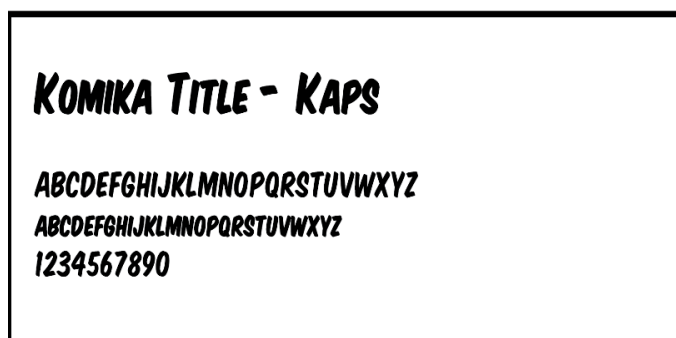 Komika Title - Kaps
ABCDEFGHIJKLMNOPQRSTUVWXYZ
abcdefghijklmnopqrstuvwxyz
1234567890